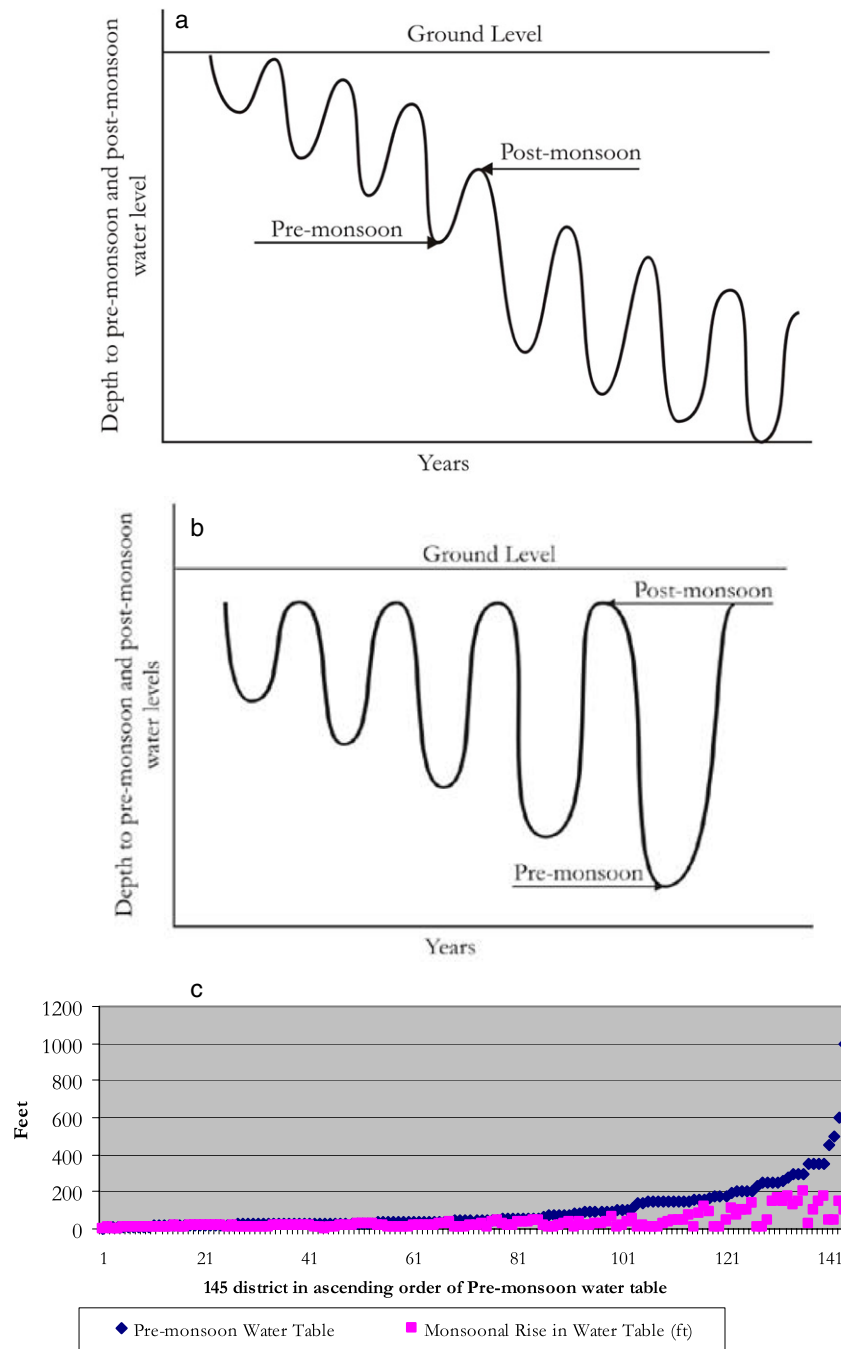 a
Ground Level
Post-monsoon
Pre-monsoon
Depth to pre-monsoon and post-monsoon
water level
Years
b
Ground Level
Post-monsoon
Pre-monsoon
Depth to pre-monsoon and post-monsoon
water levels
Years
c
1200
1000
800
600
400
200
0
Feet
1 21 41 61 81 101 121 141
145 district in ascending order of Pre-monsoon water table
Pre-monsoon Water Table Monsoonal Rise in Water Table (ft)